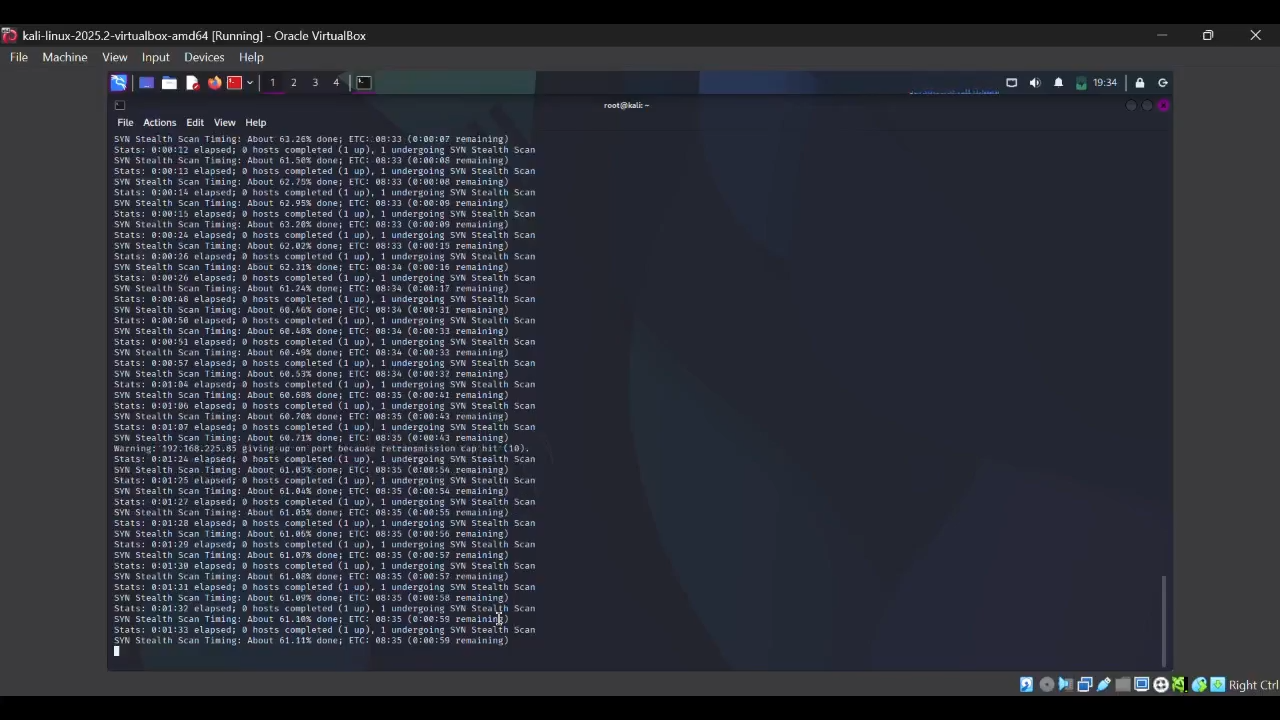 kali-linux-2025.2-virtualbox-amd64 [Running] - Oracle VirtualBox
File Machine View Input Devices Help
1 2 3 4 19:34
root@kali: ~
File Actions Edit View Help
SYN Stealth Scan Timing: About 61.26% done; ETC: 08:33 (0:00:07 remaining)
Stats: 0:00:12 elapsed; 0 hosts completed (1 up), 1 undergoing SYN Stealth Scan
SYN Stealth Scan Timing: About 61.50% done; ETC: 08:33 (0:00:08 remaining)
Stats: 0:00:13 elapsed; 0 hosts completed (1 up), 1 undergoing SYN Stealth Scan
SYN Stealth Scan Timing: About 62.75% done; ETC: 08:33 (0:00:08 remaining)
Stats: 0:00:14 elapsed; 0 hosts completed (1 up), 1 undergoing SYN Stealth Scan
SYN Stealth Scan Timing: About 62.95% done; ETC: 08:33 (0:00:09 remaining)
Stats: 0:00:15 elapsed; 0 hosts completed (1 up), 1 undergoing SYN Stealth Scan
SYN Stealth Scan Timing: About 63.20% done; ETC: 08:33 (0:00:09 remaining)
Stats: 0:00:24 elapsed; 0 hosts completed (1 up), 1 undergoing SYN Stealth Scan
SYN Stealth Scan Timing: About 62.02% done; ETC: 08:33 (0:00:15 remaining)
Stats: 0:00:26 elapsed; 0 hosts completed (1 up), 1 undergoing SYN Stealth Scan
SYN Stealth Scan Timing: About 62.31% done; ETC: 08:34 (0:00:16 remaining)
Stats: 0:00:26 elapsed; 0 hosts completed (1 up), 1 undergoing SYN Stealth Scan
SYN Stealth Scan Timing: About 61.24% done; ETC: 08:34 (0:00:17 remaining)
Stats: 0:00:48 elapsed; 0 hosts completed (1 up), 1 undergoing SYN Stealth Scan
SYN Stealth Scan Timing: About 60.46% done; ETC: 08:34 (0:00:31 remaining)
Stats: 0:00:50 elapsed; 0 hosts completed (1 up), 1 undergoing SYN Stealth Scan
SYN Stealth Scan Timing: About 60.48% done; ETC: 08:34 (0:00:33 remaining)
Stats: 0:00:51 elapsed; 0 hosts completed (1 up), 1 undergoing SYN Stealth Scan
SYN Stealth Scan Timing: About 60.49% done; ETC: 08:34 (0:00:33 remaining)
Stats: 0:00:57 elapsed; 0 hosts completed (1 up), 1 undergoing SYN Stealth Scan
SYN Stealth Scan Timing: About 60.53% done; ETC: 08:34 (0:00:37 remaining)
Stats: 0:01:04 elapsed; 0 hosts completed (1 up), 1 undergoing SYN Stealth Scan
SYN Stealth Scan Timing: About 60.68% done; ETC: 08:35 (0:00:41 remaining)
Stats: 0:01:06 elapsed; 0 hosts completed (1 up), 1 undergoing SYN Stealth Scan
SYN Stealth Scan Timing: About 60.70% done; ETC: 08:35 (0:00:43 remaining)
Stats: 0:01:07 elapsed; 0 hosts completed (1 up), 1 undergoing SYN Stealth Scan
SYN Stealth Scan Timing: About 60.71% done; ETC: 08:35 (0:00:43 remaining)
Warning: 192.168.225.85 giving up on port because retransmission cap hit (10).
Stats: 0:01:24 elapsed; 0 hosts completed (1 up), 1 undergoing SYN Stealth Scan
SYN Stealth Scan Timing: About 61.03% done; ETC: 08:35 (0:00:54 remaining)
Stats: 0:01:25 elapsed; 0 hosts completed (1 up), 1 undergoing SYN Stealth Scan
SYN Stealth Scan Timing: About 61.04% done; ETC: 08:35 (0:00:54 remaining)
Stats: 0:01:27 elapsed; 0 hosts completed (1 up), 1 undergoing SYN Stealth Scan
SYN Stealth Scan Timing: About 61.05% done; ETC: 08:35 (0:00:55 remaining)
Stats: 0:01:28 elapsed; 0 hosts completed (1 up), 1 undergoing SYN Stealth Scan
SYN Stealth Scan Timing: About 61.06% done; ETC: 08:35 (0:00:56 remaining)
Stats: 0:01:29 elapsed; 0 hosts completed (1 up), 1 undergoing SYN Stealth Scan
SYN Stealth Scan Timing: About 61.07% done; ETC: 08:35 (0:00:57 remaining)
Stats: 0:01:30 elapsed; 0 hosts completed (1 up), 1 undergoing SYN Stealth Scan
SYN Stealth Scan Timing: About 61.08% done; ETC: 08:35 (0:00:57 remaining)
Stats: 0:01:31 elapsed; 0 hosts completed (1 up), 1 undergoing SYN Stealth Scan
SYN Stealth Scan Timing: About 61.09% done; ETC: 08:35 (0:00:58 remaining)
Stats: 0:01:32 elapsed; 0 hosts completed (1 up), 1 undergoing SYN Stealth Scan
SYN Stealth Scan Timing: About 61.10% done; ETC: 08:35 (0:00:59 remaining)
Stats: 0:01:33 elapsed; 0 hosts completed (1 up), 1 undergoing SYN Stealth Scan
SYN Stealth Scan Timing: About 61.11% done; ETC: 08:35 (0:00:59 remaining)
Right Ctrl